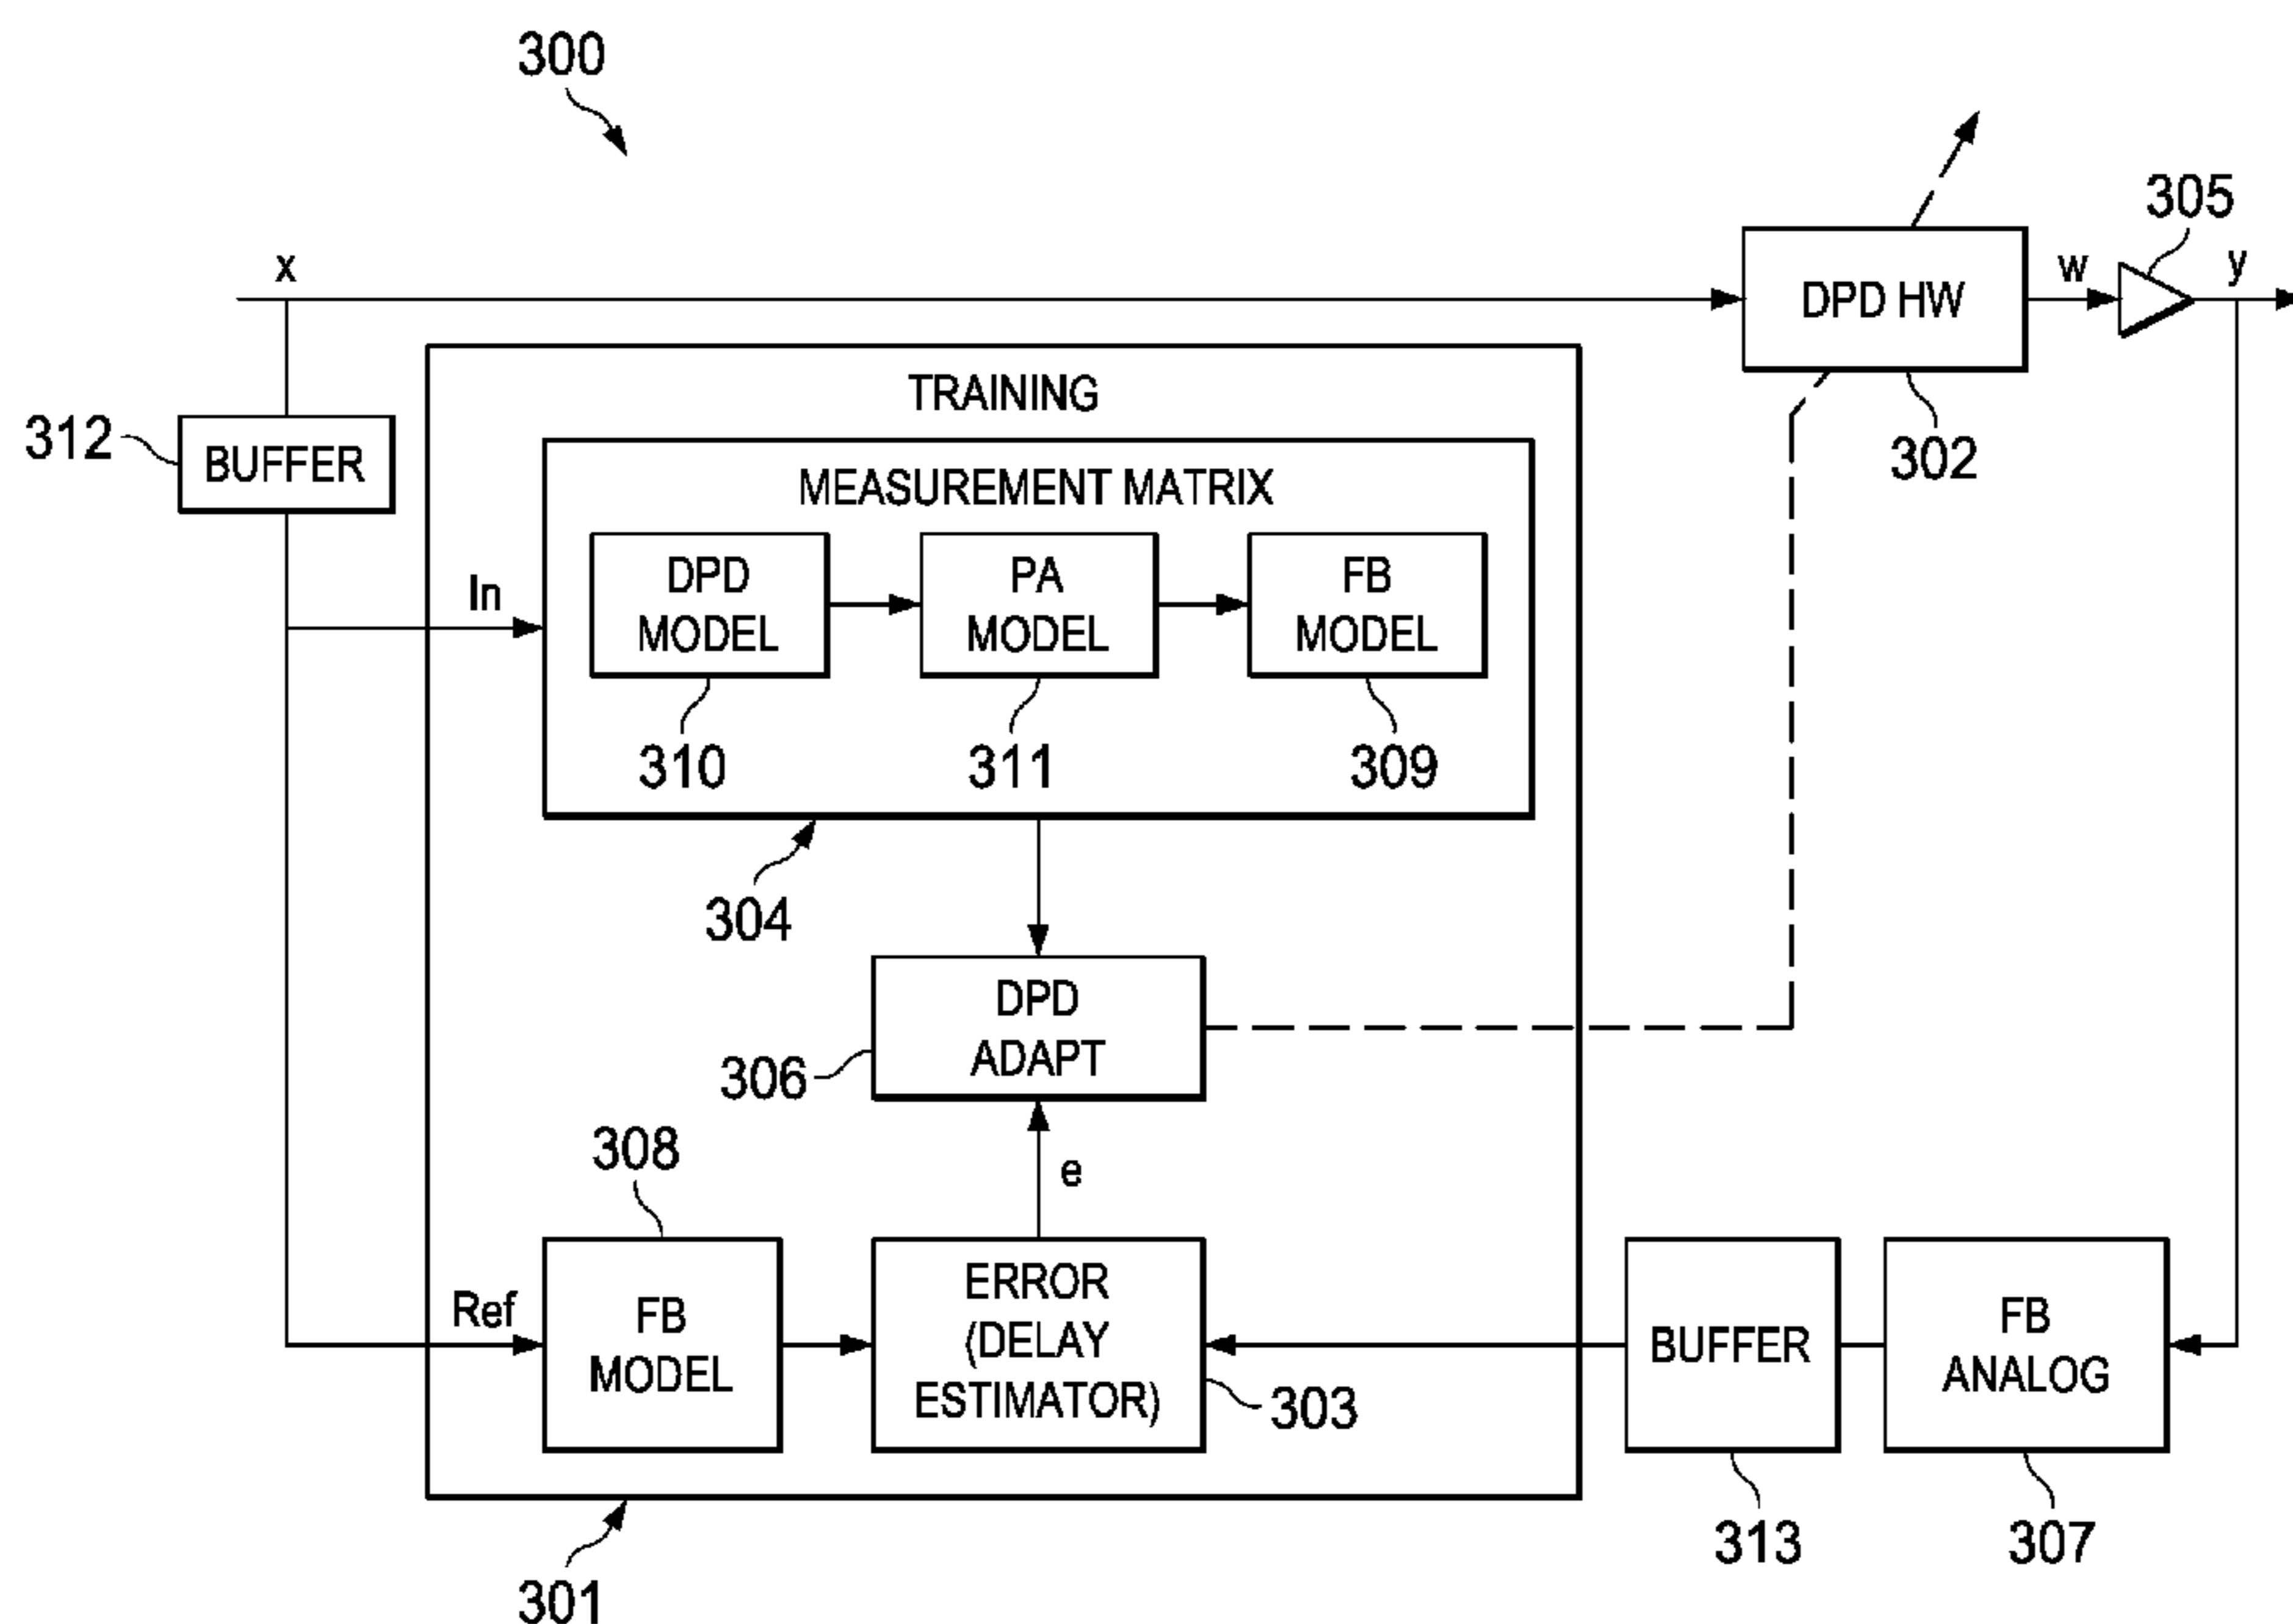 300
305
x
w
y
DPD HW
TRAINING
312
BUFFER
302
MEASUREMENT MATRIX
DPD
MODEL
PA
MODEL
FB
MODEL
In
310
311
309
304
DPD
ADAPT
306
308
e
Ref
FB
MODEL
ERROR
(DELAY
ESTIMATOR)
303
BUFFER
FB
ANALOG
313
307
301